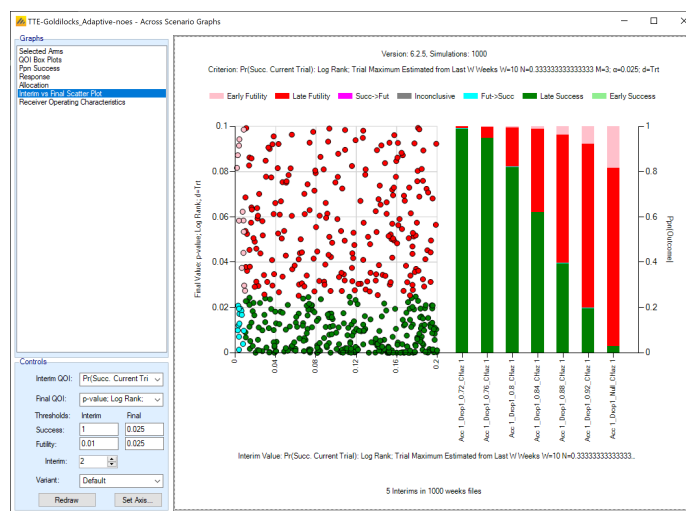 TTE-Goldilocks_Adaptive-noes - Across Scenario Graphs
Graphs
Selected Arms
QOI Box Plots
Ppn Success
Response
Allocation
Interim vs Final Scatter Plot
Receiver Operating Characteristics
Controls
Interim QOI: Pr(Succ. Current Tri
Final QOI: p-value; Log Rank;
Thresholds: Interim Final
Success: 1 0.025
Futility: 0.01 0.025
Interim: 2
Variant: Default
Redraw Set Axis...
Version: 6.2.5, Simulations: 1000
Criterion: Pr(Succ. Current Trial): Log Rank; Trial Maximum Estimated from Last W Weeks W=10 N=0.333333333333333 M=3; α=0.025; d=Trt
Early Futility Late Futility Succ->Fut Inconclusive Fut->Succ Late Success Early Success
Final Value: p-value; Log Rank, d=Trt
0.1
0.08
0.06
0.04
0.02
0
0
0.04
0.08
0.12
0.16
0.2
1
0.8
0.6
0.4
0.2
0
Ppn[Outcome]
Acc 1_Drop1_0.72_CHaz 1
Acc 1_Drop1_0.76_CHaz 1
Acc 1_Drop1_0.8_CHaz 1
Acc 1_Drop1_0.84_CHaz 1
Acc 1_Drop1_0.88_CHaz 1
Acc 1_Drop1_0.92_CHaz 1
Acc 1_Drop1_Null_CHaz 1
Interim Value: Pr(Succ. Current Trial): Log Rank; Trial Maximum Estimated from Last W Weeks W=10 N=0.33333333333333...
5 Interims in 1000 weeks files